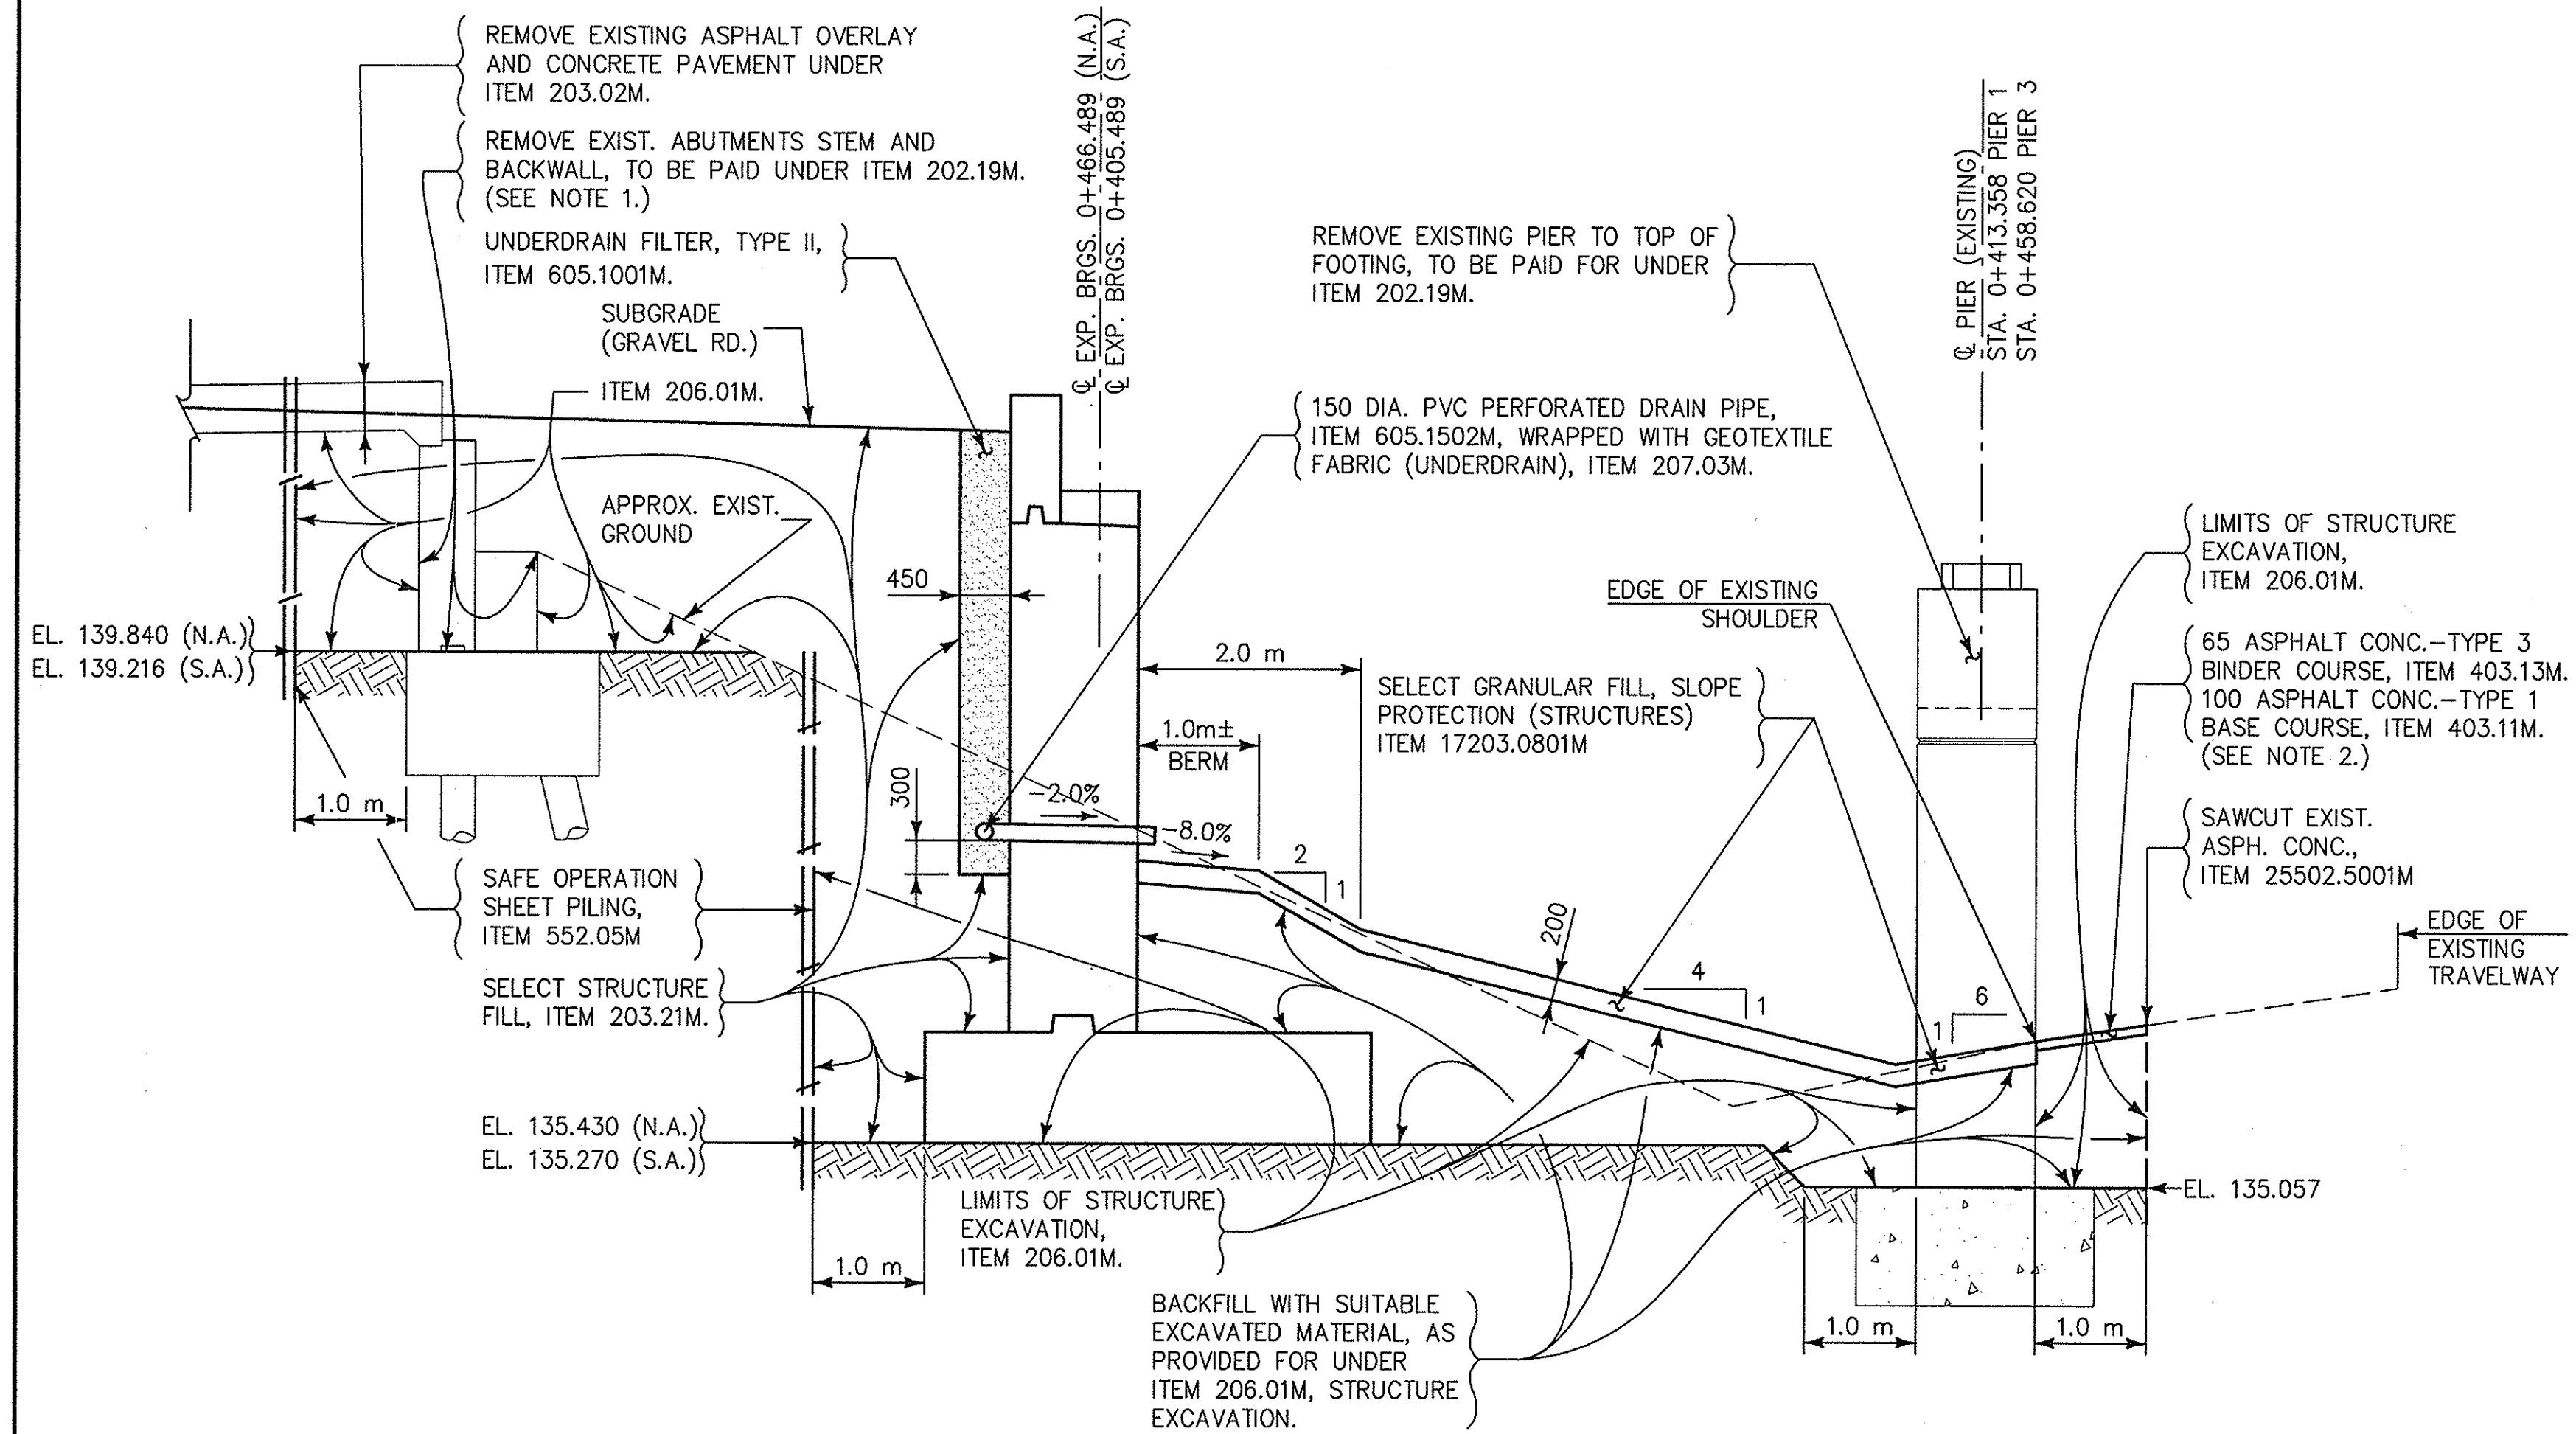 REMOVE EXISTING ASPHALT OVERLAY
AND CONCRETE PAVEMENT UNDER
ITEM 203.02M.
REMOVE EXIST. ABUTMENTS STEM AND
BACKWALL, TO BE PAID UNDER ITEM 202.19M.
(SEE NOTE 1.)
UNDERDRAIN FILTER, TYPE II,
ITEM 605.1001M.
SUBGRADE
(GRAVEL RD.)
ITEM 206.01M.
APPROX. EXIST.
GROUND
℄ EXP. BRGS. 0+466.489 (N.A.)
℄ EXP. BRGS. 0+405.489 (S.A.)
REMOVE EXISTING PIER TO TOP OF
FOOTING, TO BE PAID FOR UNDER
ITEM 202.19M.
℄ PIER (EXISTING)
STA. 0+413.358 PIER 1
STA. 0+458.620 PIER 3
150 DIA. PVC PERFORATED DRAIN PIPE,
ITEM 605.1502M, WRAPPED WITH GEOTEXTILE
FABRIC (UNDERDRAIN), ITEM 207.03M.
LIMITS OF STRUCTURE
EXCAVATION,
ITEM 206.01M.
EDGE OF EXISTING
SHOULDER
65 ASPHALT CONC.-TYPE 3
BINDER COURSE, ITEM 403.13M.
100 ASPHALT CONC.-TYPE 1
BASE COURSE, ITEM 403.11M.
(SEE NOTE 2.)
EL. 139.840 (N.A.)
EL. 139.216 (S.A.)
450
2.0 m
SELECT GRANULAR FILL, SLOPE
PROTECTION (STRUCTURES)
ITEM 17203.0801M
1.0m±
BERM
300
-2.0%
-8.0%
2
1
1.0 m
SAWCUT EXIST.
ASPH. CONC.,
ITEM 25502.5001M
SAFE OPERATION
SHEET PILING,
ITEM 552.05M
200
4
1
6
1
EDGE OF
EXISTING
TRAVELWAY
SELECT STRUCTURE
FILL, ITEM 203.21M.
EL. 135.430 (N.A.)
EL. 135.270 (S.A.)
EL. 135.057
LIMITS OF STRUCTURE
EXCAVATION,
ITEM 206.01M.
1.0 m
BACKFILL WITH SUITABLE
EXCAVATED MATERIAL, AS
PROVIDED FOR UNDER
ITEM 206.01M, STRUCTURE
EXCAVATION.
1.0 m
1.0 m